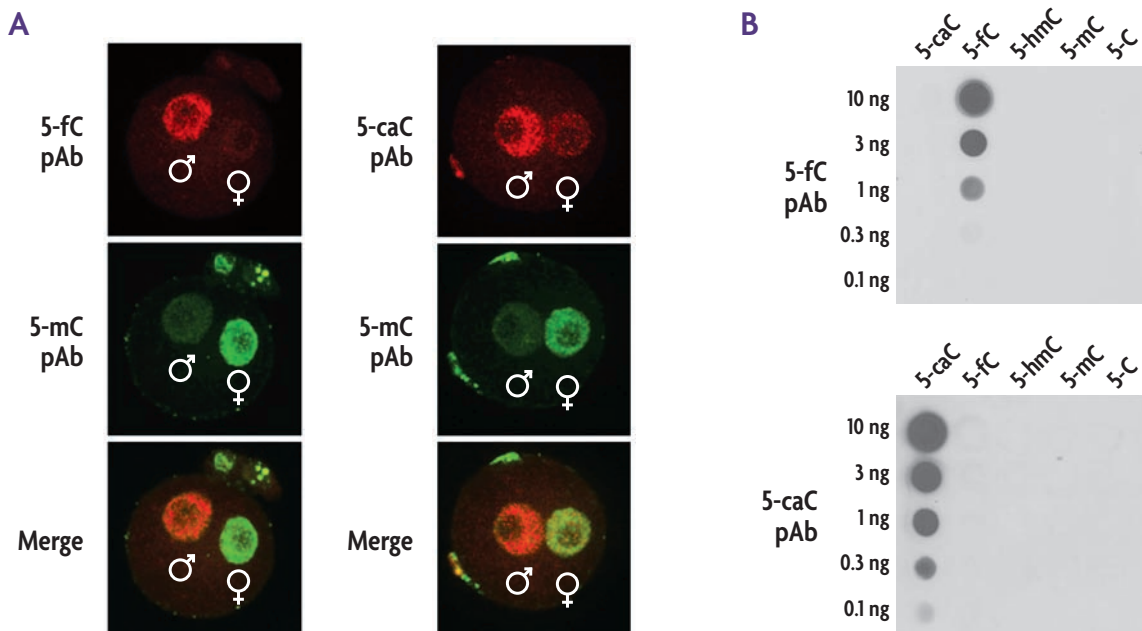 A
5-fC
pAb
♂
♀
5-mC
pAb
♂
♀
Merge
♂
♀
5-caC
pAb
♂
♀
5-mC
pAb
♂
♀
Merge
♂
♀
B
5-caC 5-fC 5-hmC 5-mC 5-C
5-fC
pAb
10 ng
3 ng
1 ng
0.3 ng
0.1 ng
5-caC 5-fC 5-hmC 5-mC 5-C
5-caC
pAb
10 ng
3 ng
1 ng
0.3 ng
0.1 ng